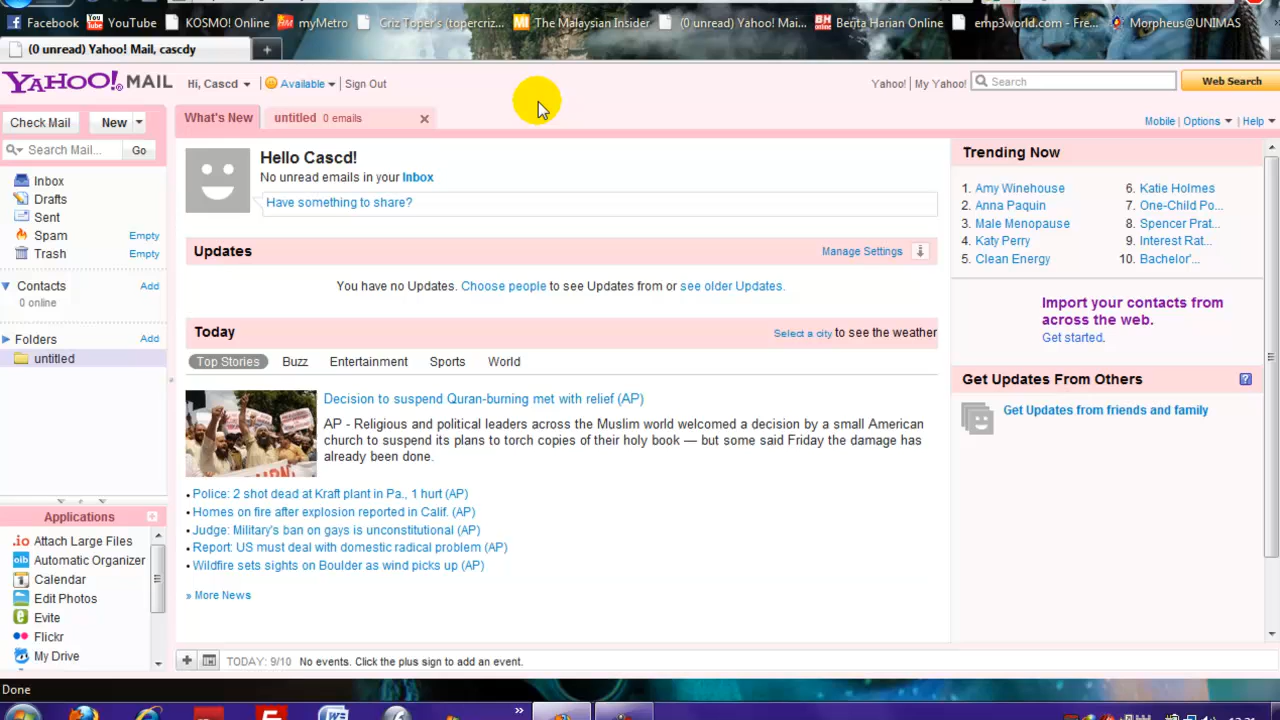 Facebook YouTube KOSMO! Online myMetro Criz Toper's (topercriz... The Malaysian Insider (0 unread) Yahoo! Mai... Berita Harian Online emp3world.com - Fre... Morpheus@UNIMAS
(0 unread) Yahoo! Mail, cascdy
YAHOO! MAIL Hi, Cascd Available Sign Out Yahoo! My Yahoo! Search Web Search
Check Mail New What's New untitled 0 emails Mobile Options Help
Search Mail... Go
Hello Cascd!
No unread emails in your Inbox
Have something to share?
Inbox
Drafts
Sent
Spam Empty
Trash Empty
Contacts Add
0 online
Folders Add
untitled
Updates Manage Settings
You have no Updates. Choose people to see Updates from or see older Updates.
Today Select a city to see the weather
Top Stories Buzz Entertainment Sports World
Decision to suspend Quran-burning met with relief (AP)
AP - Religious and political leaders across the Muslim world welcomed a decision by a small American
church to suspend its plans to torch copies of their holy book — but some said Friday the damage has
already been done.
• Police: 2 shot dead at Kraft plant in Pa., 1 hurt (AP)
• Homes on fire after explosion reported in Calif. (AP)
• Judge: Military's ban on gays is unconstitutional (AP)
• Report: US must deal with domestic radical problem (AP)
• Wildfire sets sights on Boulder as wind picks up (AP)
» More News
Trending Now
1. Amy Winehouse
2. Anna Paquin
3. Male Menopause
4. Katy Perry
5. Clean Energy
6. Katie Holmes
7. One-Child Po...
8. Spencer Prat...
9. Interest Rat...
10. Bachelor'...
Import your contacts from
across the web.
Get started.
Get Updates From Others
Get Updates from friends and family
Applications
.io Attach Large Files
oib Automatic Organizer
Calendar
Edit Photos
Evite
Flickr
My Drive
TODAY: 9/10 No events. Click the plus sign to add an event.
Done